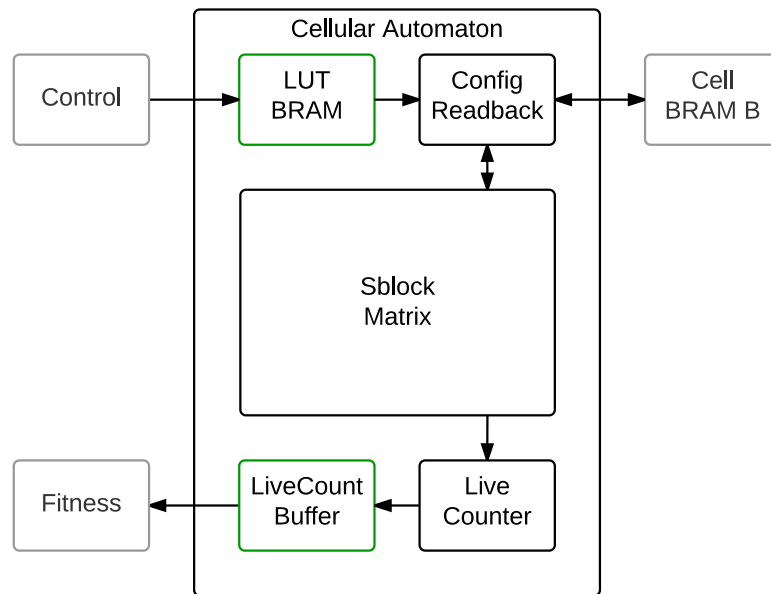 Cellular Automaton
Control
LUT
BRAM
Config
Readback
Cell
BRAM B
Sblock
Matrix
Fitness
LiveCount
Buffer
Live
Counter